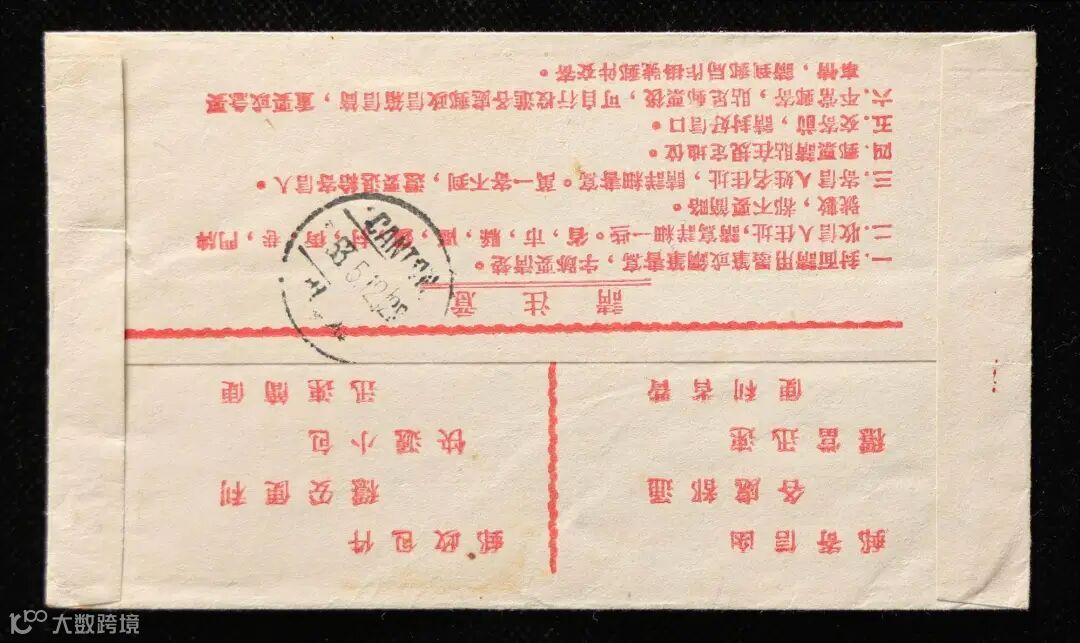 郵寄信函
各處都通
穩當迅速
便利省費
郵政包件
穩安便利
快遞小包
迅速簡便
請注意
一.封面請用墨筆或鋼筆書寫,字跡要清楚。
二.收信人住址,請寫詳細一些。省,市,縣,區,村,街,巷,門牌
號數,都不要簡略。
三.寄信人姓名住址,請詳細書寫。萬一寄不到,還要退給寄信人。
四.郵票請貼在規定地位。
五.交寄前,請封好信口。
六.平常郵寄,貼足郵票後,可自行投進各處郵政信箱信筒,重要或急要
事情,請到郵局作掛號郵件交寄。
CANTON
大数跨境